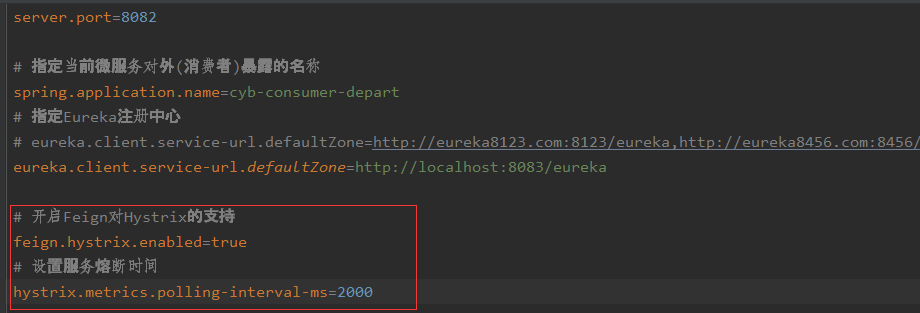 server.port=8082
# 指定当前微服务对外(消费者)暴露的名称
spring.application.name=cyb-consumer-depart
# 指定Eureka注册中心
# eureka.client.service-url.defaultZone=http://eureka8123.com:8123/eureka,http://eureka8456.com:8456/
eureka.client.service-url.defaultZone=http://localhost:8083/eureka
# 开启Feign对Hystrix的支持
feign.hystrix.enabled=true
# 设置服务熔断时间
hystrix.metrics.polling-interval-ms=2000